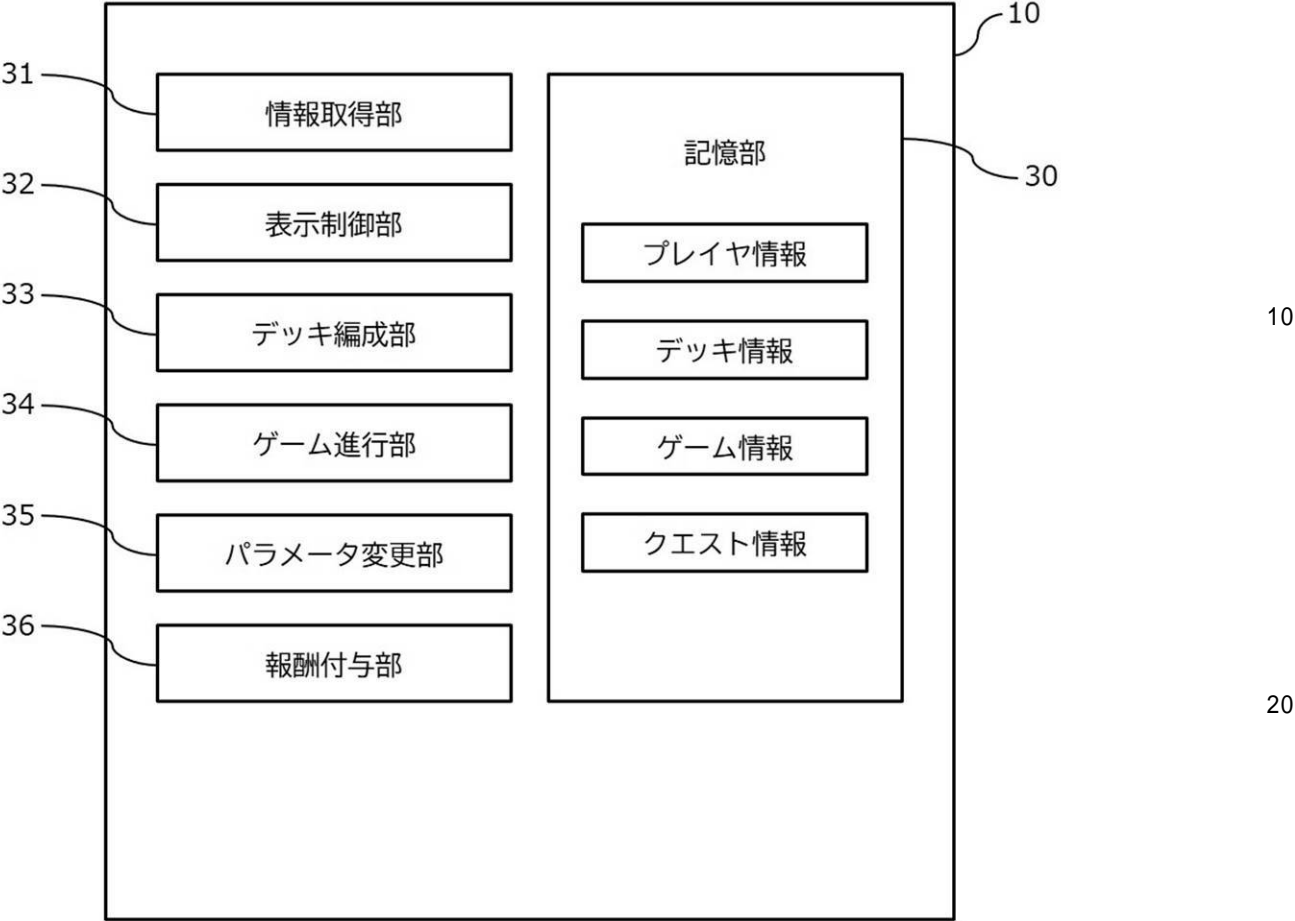 10
31
情報取得部
記憶部
30
32
表示制御部
プレイヤ情報
33
デッキ編成部
10
デッキ情報
34
ゲーム進行部
ゲーム情報
35
パラメータ変更部
クエスト情報
36
報酬付与部
20